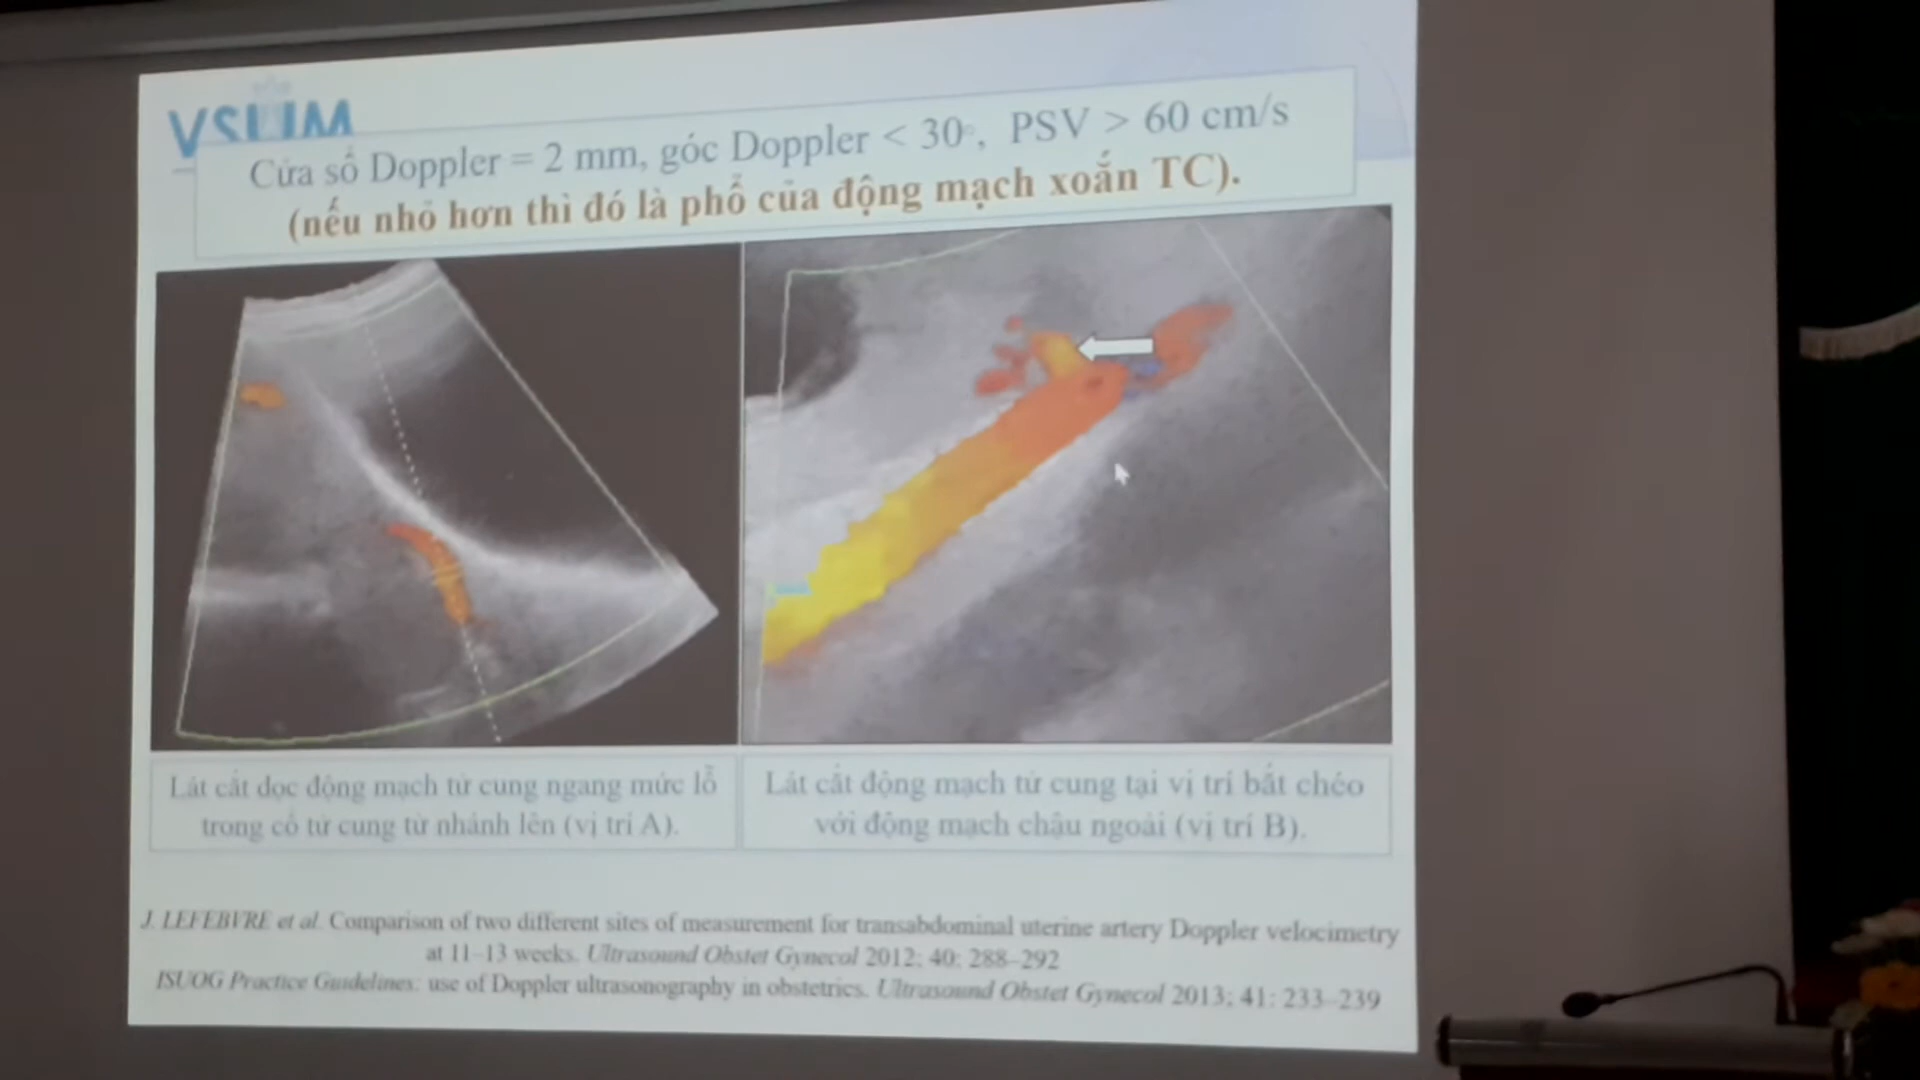 VSUUM
Cửa sổ Doppler = 2 mm, góc Doppler < 30°, PSV > 60 cm/s
(nếu nhỏ hơn thì đó là phổ của động mạch xoắn TC).
Lát cắt dọc động mạch tử cung ngang mức lỗ
trong cổ tử cung từ nhánh lên (vị trí A).
Lát cắt động mạch tử cung tại vị trí bắt chéo
với động mạch chậu ngoài (vị trí B).
J. LEFEBVRE et al. Comparison of two different sites of measurement for transabdominal uterine artery Doppler velocimetry
at 11–13 weeks. Ultrasound Obstet Gynecol 2012; 40: 288–292
ISUOG Practice Guidelines: use of Doppler ultrasonography in obstetrics. Ultrasound Obstet Gynecol 2013; 41: 233–239